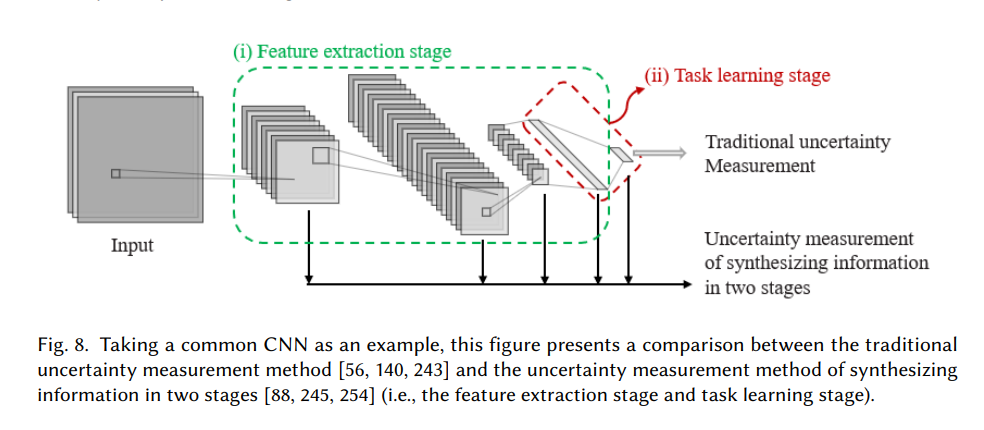 (i) Feature extraction stage
(ii) Task learning stage
Traditional uncertainty
Measurement
Input
Uncertainty measurement
of synthesizing information
in two stages
Fig. 8. Taking a common CNN as an example, this figure presents a comparison between the traditional
uncertainty measurement method [56, 140, 243] and the uncertainty measurement method of synthesizing
information in two stages [88, 245, 254] (i.e., the feature extraction stage and task learning stage).